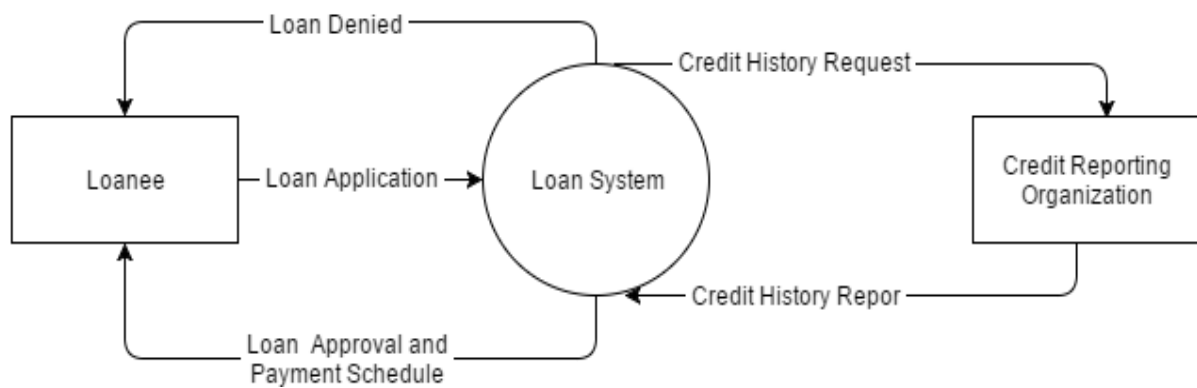 Loan Denied
Credit History Request
Loanee
Loan Application
Loan System
Credit Reporting
Organization
Credit History Repor
Loan Approval and
Payment Schedule